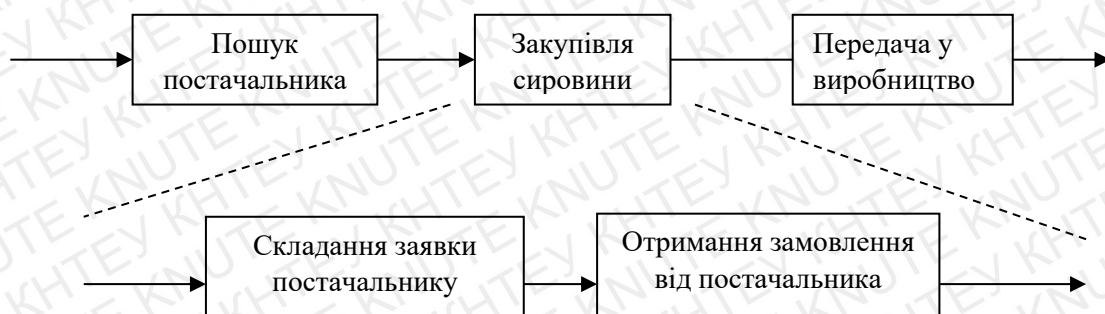 Пошук
постачальника
Закупівля
сировини
Передача у
виробництво
Складання заявки
постачальнику
Отримання замовлення
від постачальника